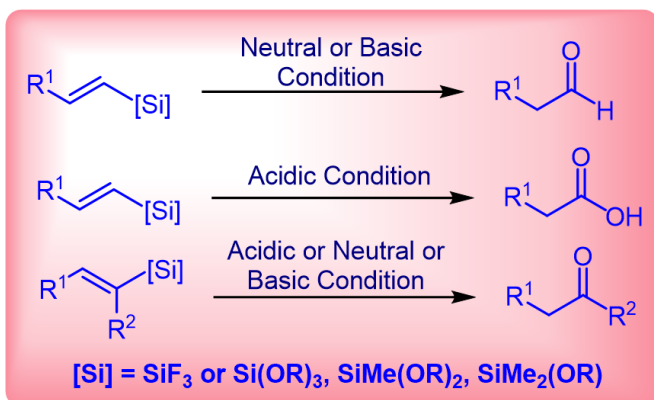 Neutral or Basic
Condition
R¹
[Si]
O
R¹
H
Acidic Condition
R¹
[Si]
O
R¹
OH
Acidic or Neutral or
Basic Condition
R¹
[Si]
R²
O
R¹
R²
[Si] = SiF₃ or Si(OR)₃, SiMe(OR)₂, SiMe₂(OR)